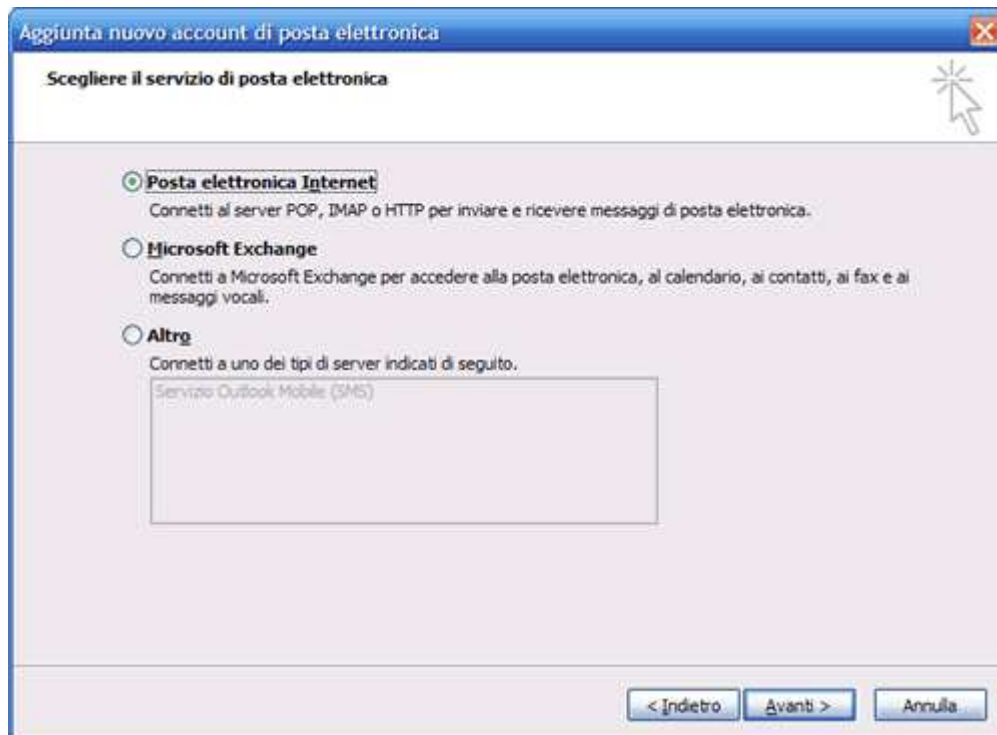 Aggiunta nuovo account di posta elettronica
Scegliere il servizio di posta elettronica
Posta elettronica Internet
Connetti al server POP, IMAP o HTTP per inviare e ricevere messaggi di posta elettronica.
Microsoft Exchange
Connetti a Microsoft Exchange per accedere alla posta elettronica, al calendario, ai contatti, ai fax e ai
messaggi vocali.
Altro
Connetti a uno dei tipi di server indicati di seguito.
Servizio Outlook Mobile (SMS)
< Indietro Avanti > Annulla